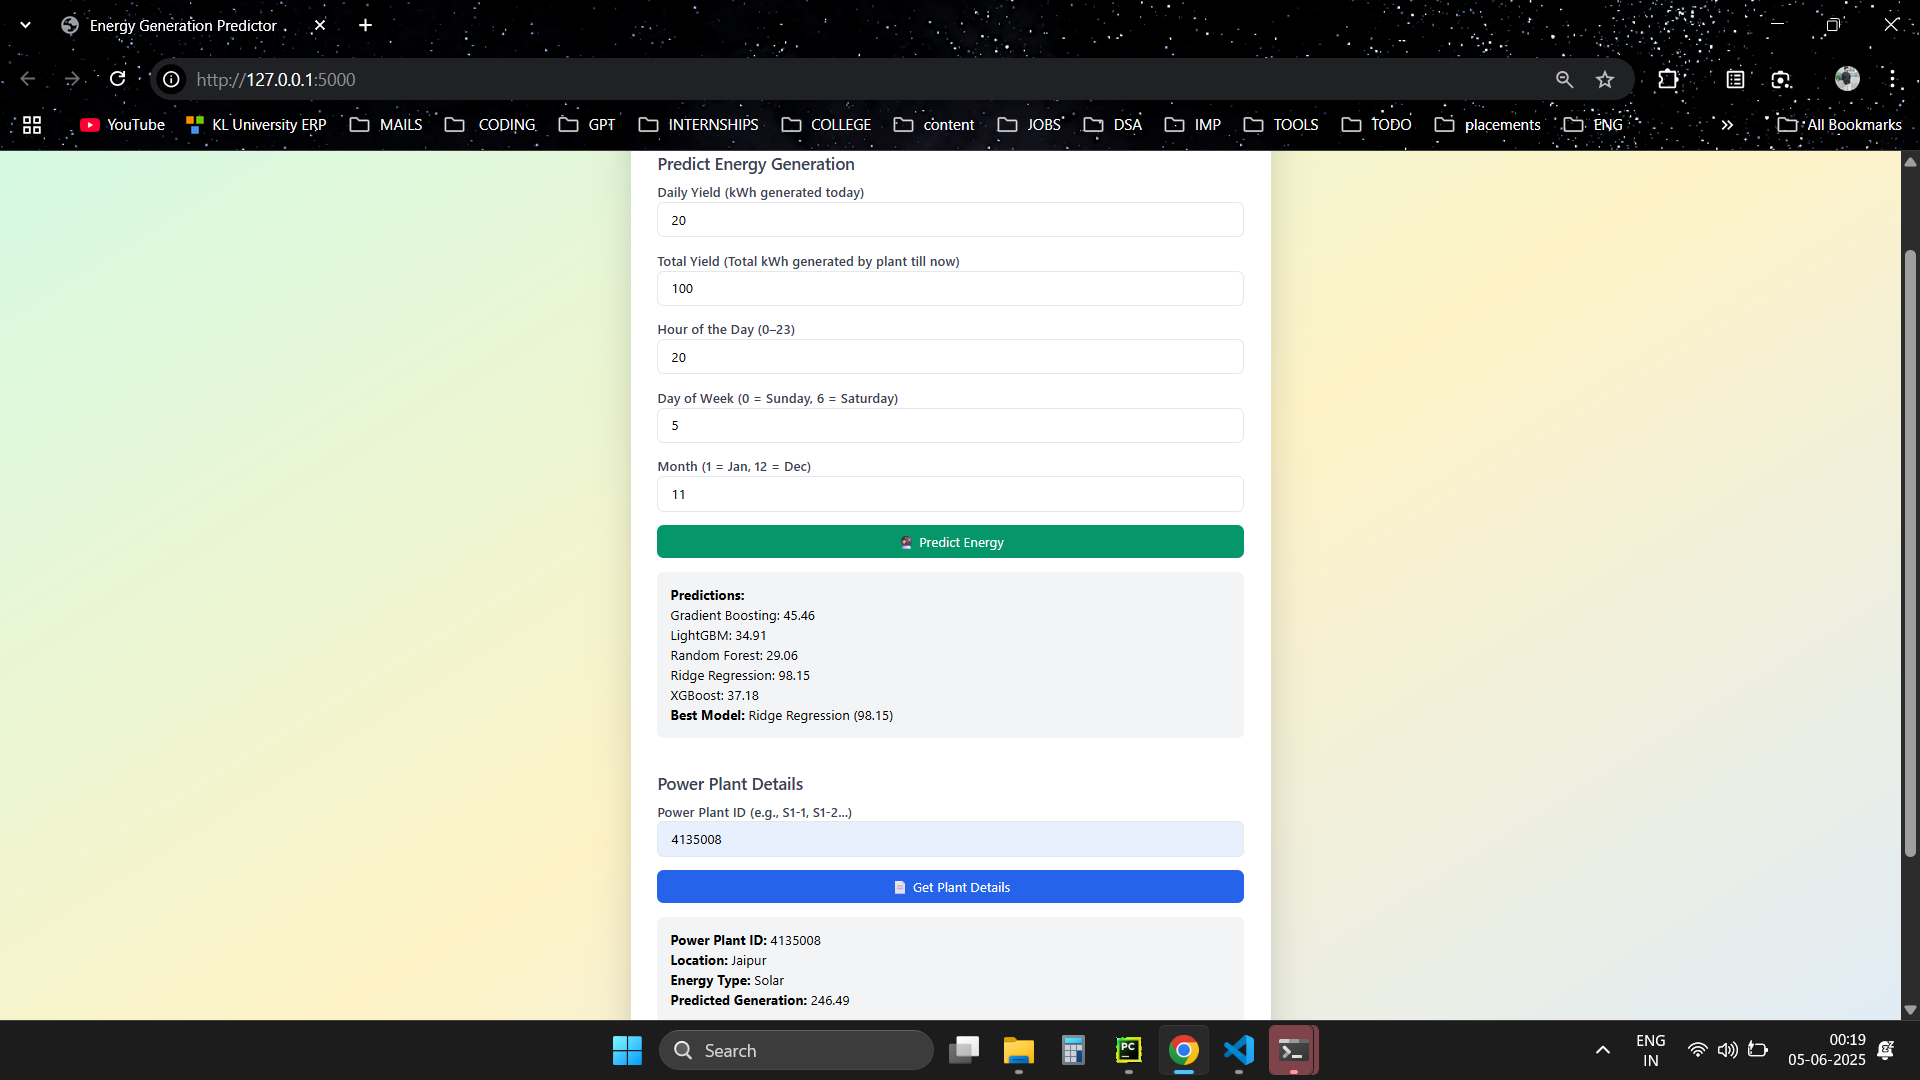 Energy Generation Predictor
http://127.0.0.1:5000
YouTube KL University ERP MAILS CODING GPT INTERNSHIPS COLLEGE content JOBS DSA IMP TOOLS TODO placements ENG All Bookmarks
Predict Energy Generation
Daily Yield (kWh generated today)
20
Total Yield (Total kWh generated by plant till now)
100
Hour of the Day (0–23)
20
Day of Week (0 = Sunday, 6 = Saturday)
5
Month (1 = Jan, 12 = Dec)
11
Predict Energy
Predictions:
Gradient Boosting: 45.46
LightGBM: 34.91
Random Forest: 29.06
Ridge Regression: 98.15
XGBoost: 37.18
Best Model: Ridge Regression (98.15)
Power Plant Details
Power Plant ID (e.g., S1-1, S1-2...)
4135008
Get Plant Details
Power Plant ID: 4135008
Location: Jaipur
Energy Type: Solar
Predicted Generation: 246.49
Search
PC
ENG
IN
00:19
05-06-2025